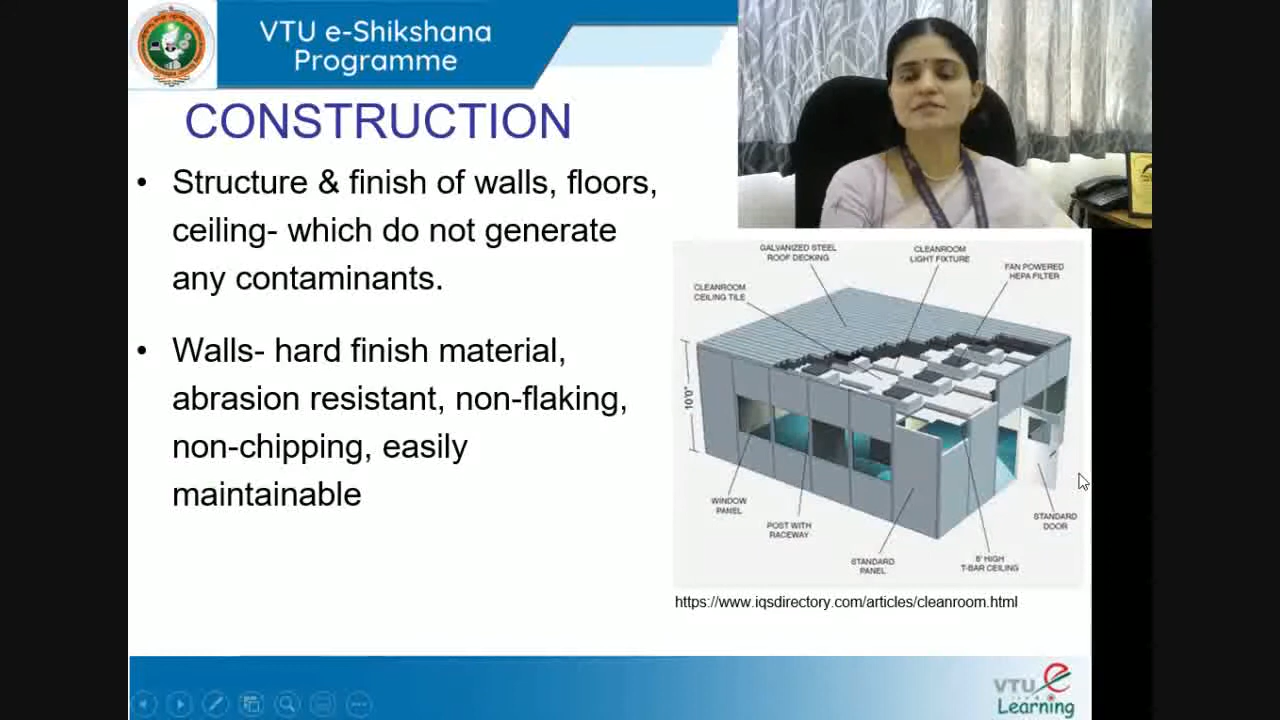 VTU e-Shikshana
Programme
CONSTRUCTION
• Structure & finish of walls, floors,
ceiling- which do not generate
any contaminants.
• Walls- hard finish material,
abrasion resistant, non-flaking,
non-chipping, easily
maintainable
GALVANIZED STEEL
ROOF DECKING
CLEANROOM
LIGHT FIXTURE
FAN POWERED
HEPA FILTER
CLEANROOM
CEILING TILE
10'0"
WINDOW
PANEL
POST WITH
RACEWAY
STANDARD
PANEL
8' HIGH
T-BAR CEILING
STANDARD
DOOR
https://www.iqsdirectory.com/articles/cleanroom.html
VTU e
Learning